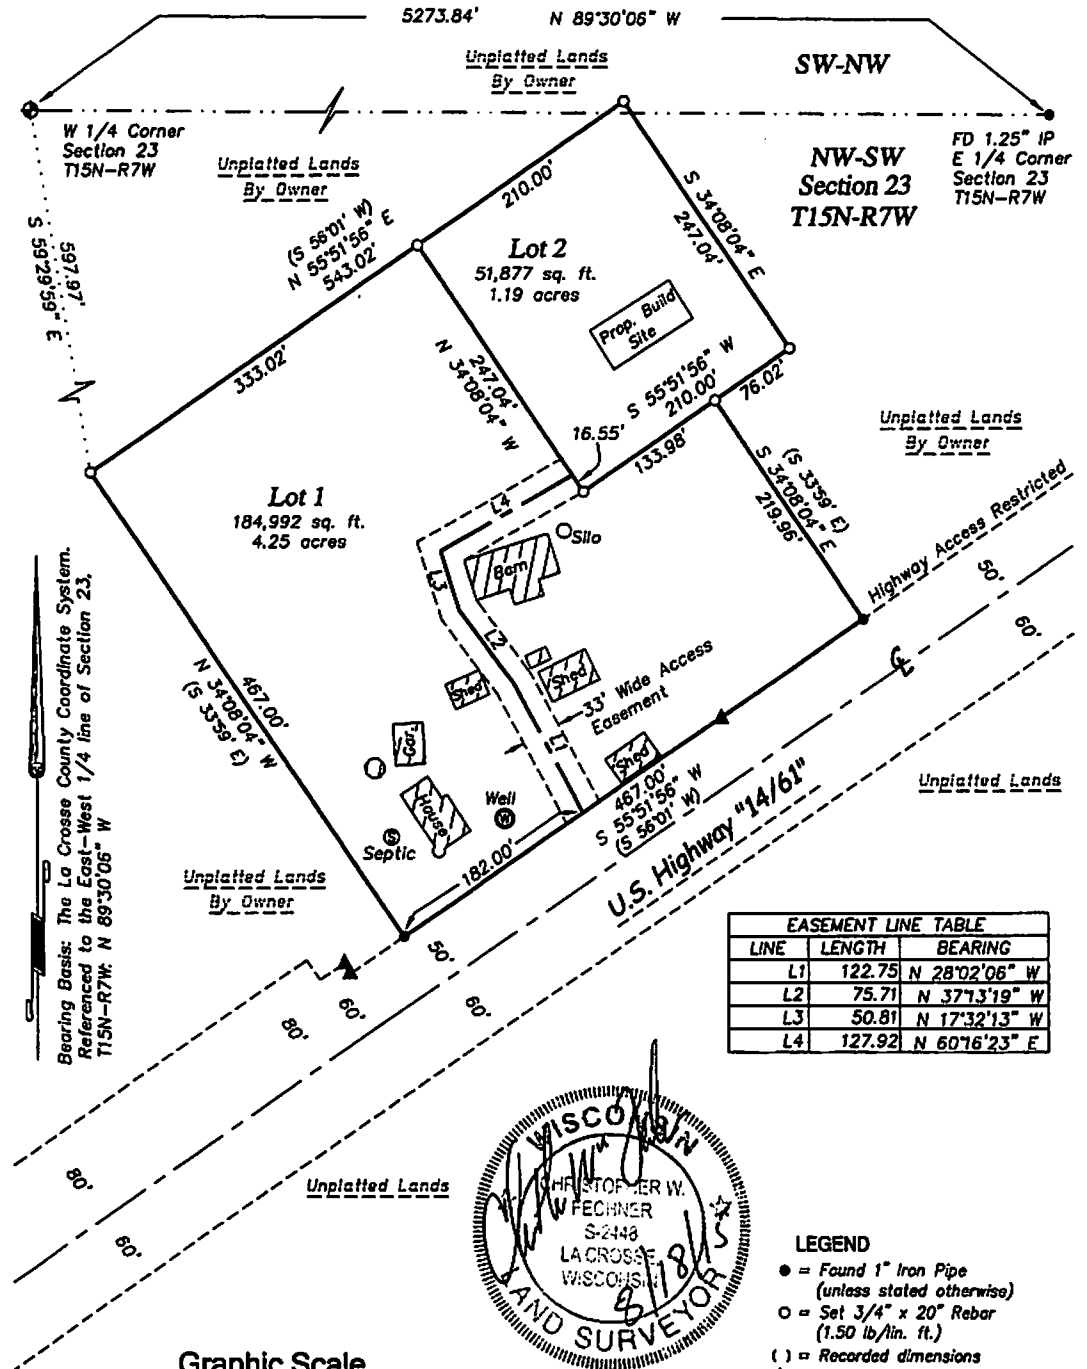 5273.84'   N 89°30'06" W
Unplatted Lands
By Owner
SW-NW
W 1/4 Corner
Section 23
T15N-R7W
Unplatted Lands
By Owner
NW-SW
Section 23
T15N-R7W
FD 1.25" IP
E 1/4 Corner
Section 23
T15N-R7W
210.00'
S 34°08'04" E
247.04'
(S 56°01' W)
N 55°51'56" E
543.02'
Lot 2
51,877 sq. ft.
1.19 acres
597.97'
S 59°29'59" E
Prop. Build
Site
333.02'
247.04'
N 34°08'04" W
S 55°51'56" W
210.00'
76.02'
16.55'
133.98'
Unplatted Lands
By Owner
Lot 1
184,992 sq. ft.
4.25 acres
(S 33°59' E)
S 34°08'04" E
219.96'
L4
Silo
Barn
Highway Access Restricted
L3
L2
50'
60'
℄
Bearing Basis: The La Crosse County Coordinate System.
Referenced to the East-West 1/4 line of Section 23,
T15N-R7W: N 89°30'06" W
467.00'
N 34°08'04" W
(S 33°59' E)
Shed
Shed
33' Wide Access
Easement
Gar.
L1
Shed
House
Well
W
S
Septic
467.00'
S 55°51'56" W
(S 56°01' W)
Unplatted Lands
182.00'
U.S. Highway "14/61"
Unplatted Lands
By Owner
50'
60'
60'
80'
EASEMENT LINE TABLE
LINE LENGTH BEARING
L1 122.75 N 28°02'06" W
L2 75.71 N 37°13'19" W
L3 50.81 N 17°32'13" W
L4 127.92 N 60°16'23" E
80'
60'
Unplatted Lands
WISCONSIN
CHRISTOPHER W.
FECHNER
S-2448
LA CROSSE,
WISCONSIN
LAND SURVEYOR
LEGEND
● = Found 1" Iron Pipe
(unless stated otherwise)
○ = Set 3/4" x 20" Rebar
(1.50 lb/lin. ft.)
( ) = Recorded dimensions
Graphic Scale